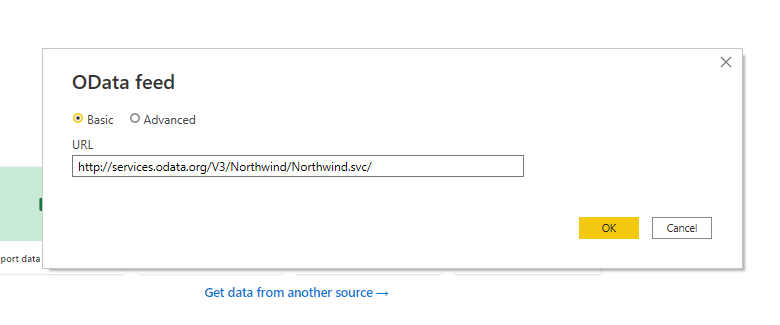 OData feed
Basic
Advanced
URL
http://services.odata.org/V3/Northwind/Northwind.svc/
OK
Cancel
port data
Get data from another source →